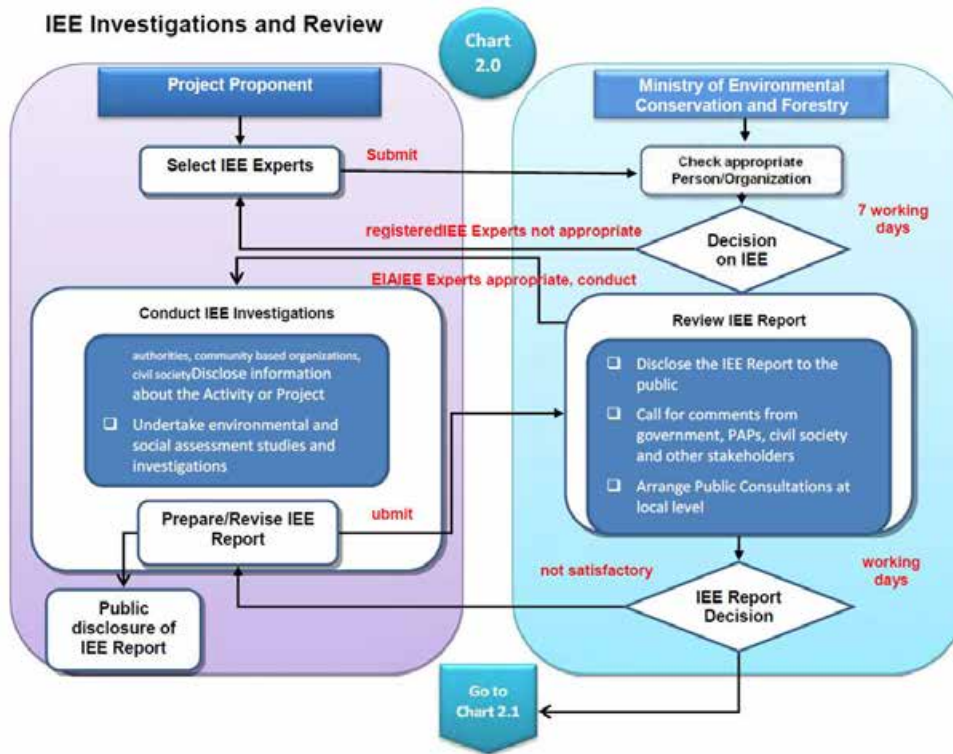 IEE Investigations and Review
Chart
2.0
Project Proponent
Ministry of Environmental
Conservation and Forestry
Select IEE Experts
Submit
Check appropriate
Person/Organization
7 working
days
registeredIEE Experts not appropriate
Decision
on IEE
EIAIEE Experts appropriate, conduct
Conduct IEE Investigations
authorities, community based organizations,
civil societyDisclose information
about the Activity or Project
❑ Undertake environmental and
social assessment studies and
investigations
Review IEE Report
❑ Disclose the IEE Report to the
public
❑ Call for comments from
government, PAPs, civil society
and other stakeholders
❑ Arrange Public Consultations at
local level
Prepare/Revise IEE
Report
ubmit
not satisfactory
working
days
IEE Report
Decision
Public
disclosure of
IEE Report
Go to
Chart 2.1